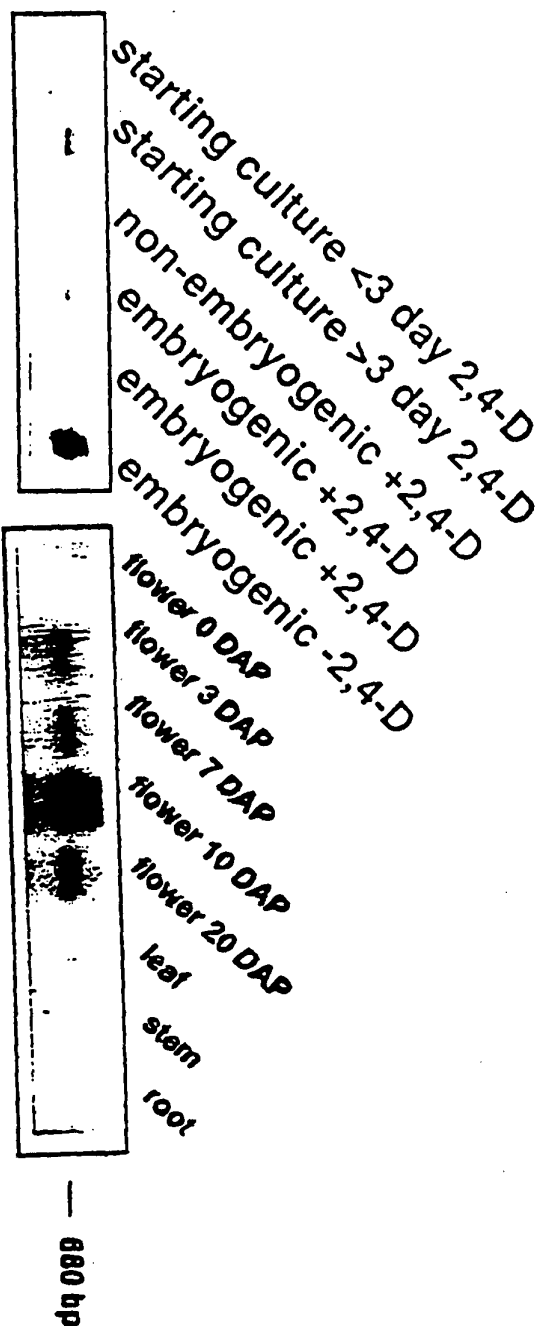 starting culture <3 day 2,4-D
starting culture >3 day 2,4-D
non-embryogenic +2,4-D
embryogenic +2,4-D
embryogenic +2,4-D
embryogenic -2,4-D
flower 0 DAP
flower 3 DAP
flower 7 DAP
flower 10 DAP
flower 20 DAP
leaf
stem
root
— 680 bp